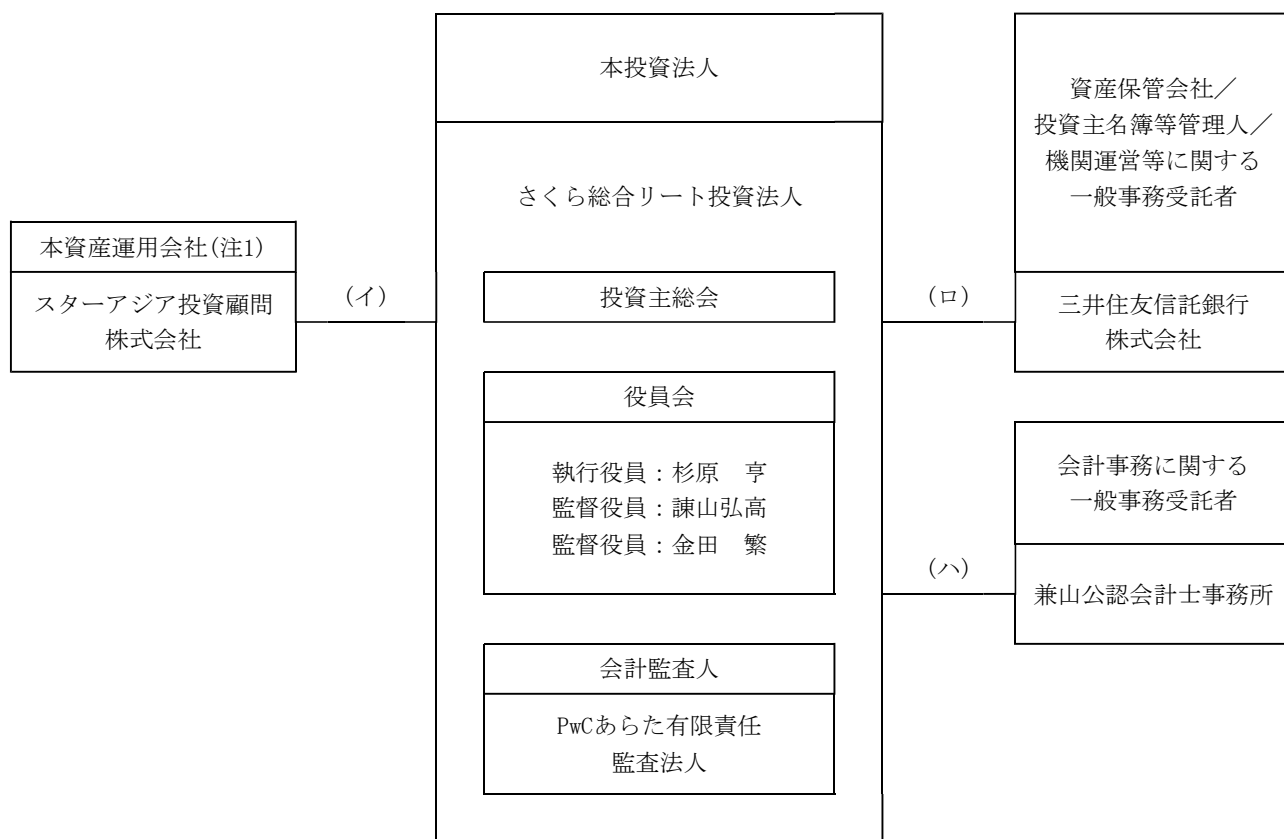 本投資法人
さくら総合リート投資法人
本資産運用会社(注1)
スターアジア投資顧問
株式会社
(イ)
投資主総会
役員会
執行役員:杉原 亨
監督役員:諌山弘高
監督役員:金田 繁
会計監査人
PwCあらた有限責任
監査法人
(ロ)
資産保管会社/
投資主名簿等管理人/
機関運営等に関する
一般事務受託者
三井住友信託銀行
株式会社
(ハ)
会計事務に関する
一般事務受託者
兼山公認会計士事務所